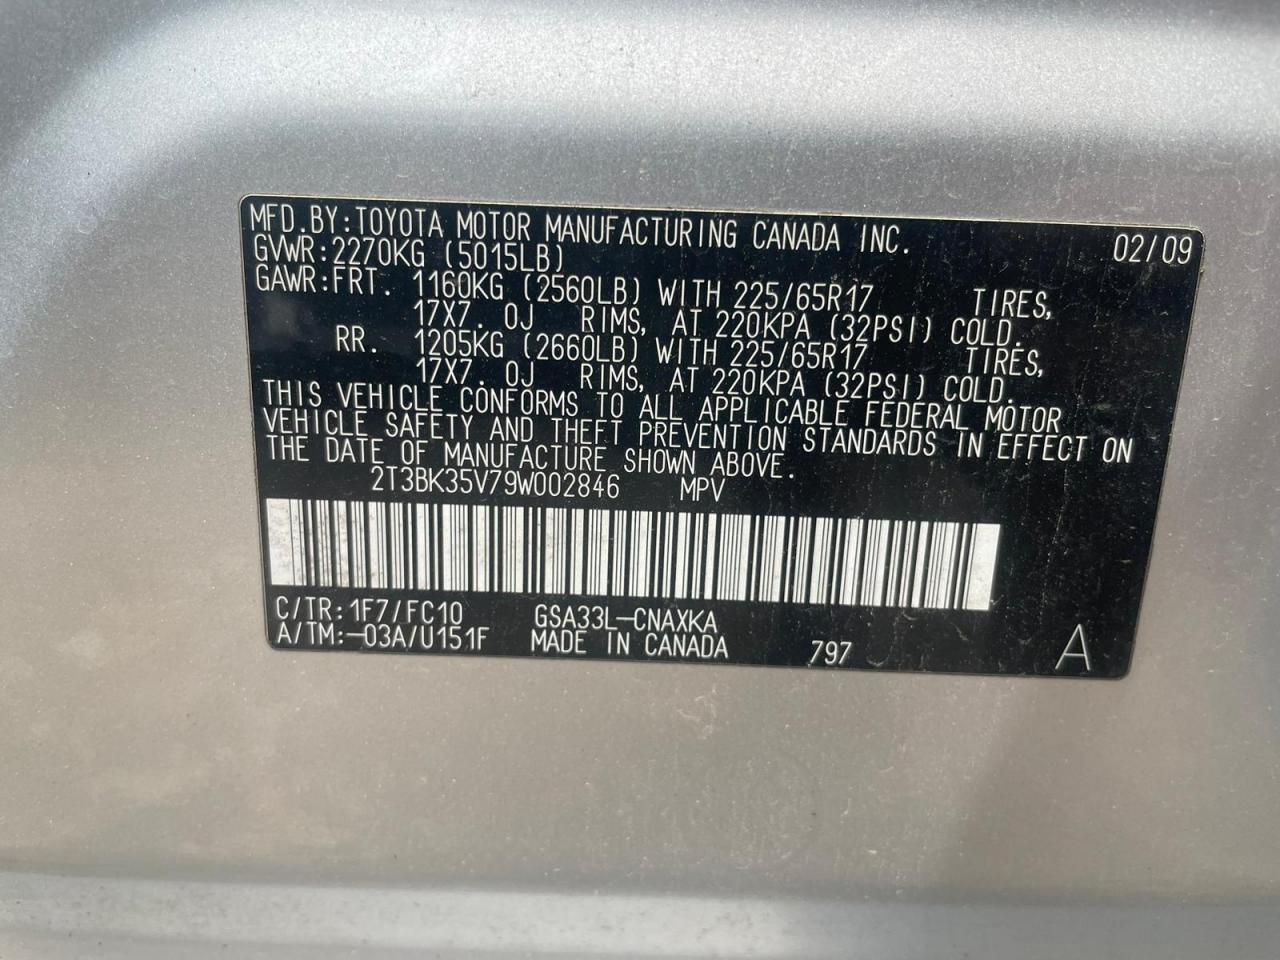 MFD.BY:TOYOTA MOTOR MANUFACTURING CANADA INC. 02/09
GVWR:2270KG (5015LB)
GAWR:FRT. 1160KG (2560LB) WITH 225/65R17 TIRES,
17X7. 0J RIMS, AT 220KPA (32PSI) COLD.
RR. 1205KG (2660LB) WITH 225/65R17 TIRES,
17X7. 0J RIMS, AT 220KPA (32PSI) COLD.
THIS VEHICLE CONFORMS TO ALL APPLICABLE FEDERAL MOTOR
VEHICLE SAFETY AND THEFT PREVENTION STANDARDS IN EFFECT ON
THE DATE OF MANUFACTURE SHOWN ABOVE.
2T3BK35V79W002846 MPV
C/TR:1F7/FC10 GSA33L-CNAXKA
A/TM:-03A/U151F MADE IN CANADA 797 A